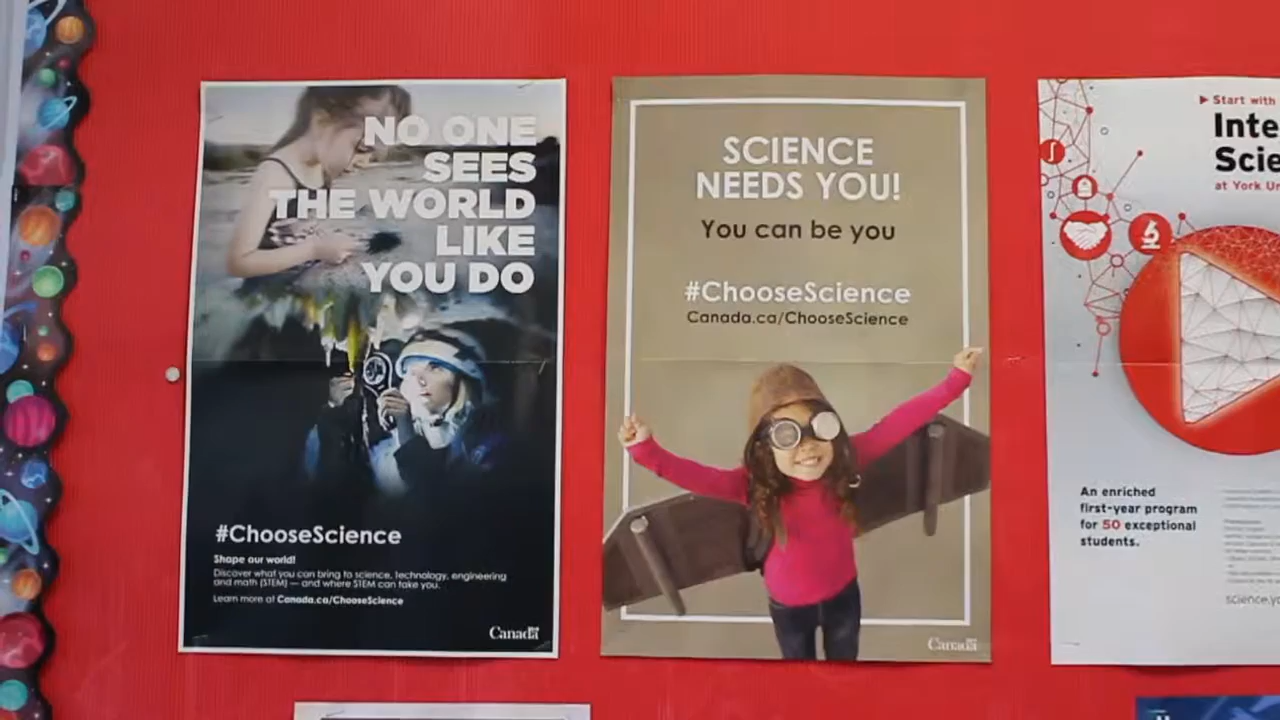 NO ONE
SEES
THE WORLD
LIKE
YOU DO
#ChooseScience
Shape our world!
Discover what you can bring to science, technology, engineering
and math (STEM) — and where STEM can take you.
Learn more at Canada.ca/ChooseScience
Canada
SCIENCE
NEEDS YOU!
You can be you
#ChooseScience
Canada.ca/ChooseScience
Canada
Start with
Inte
Scie
at York Un
An enriched
first-year program
for 50 exceptional
students.
science.yo